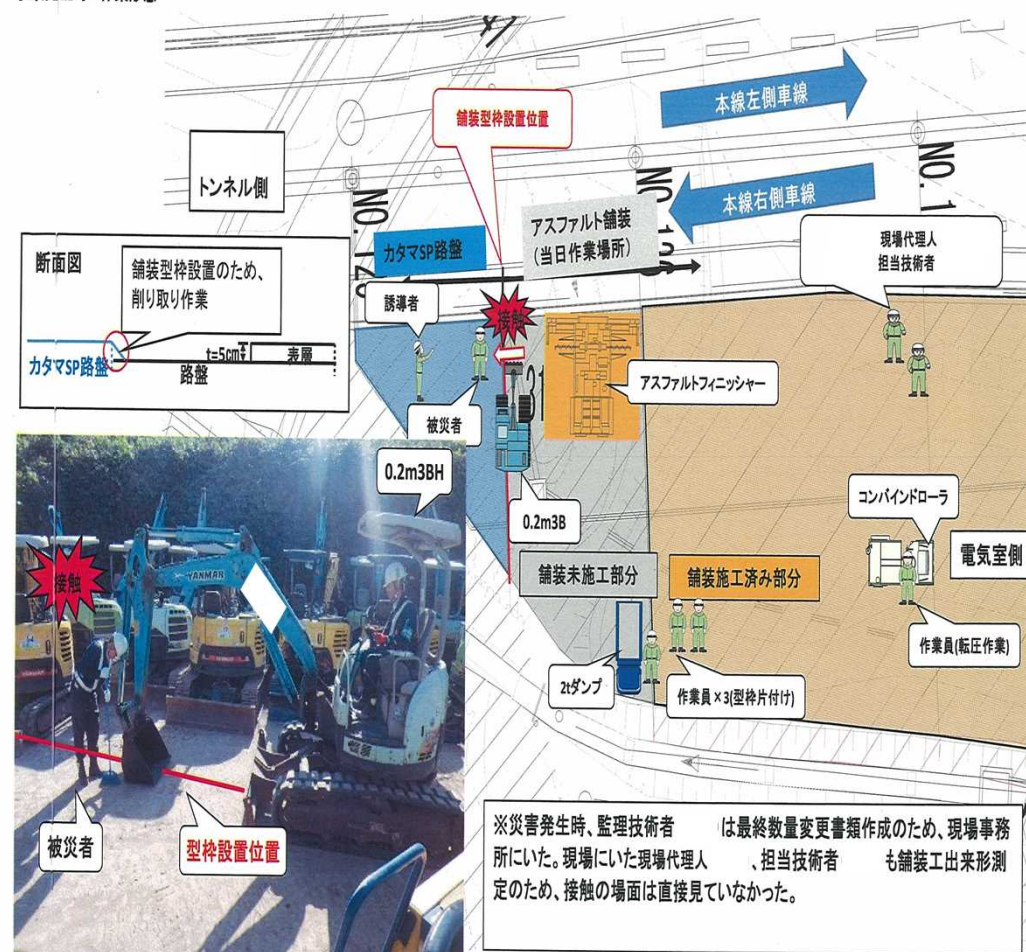 本線左側車線
舗装型枠設置位置
トンネル側
本線右側車線
アスファルト舗装
(当日作業場所)
カタマSP路盤
現場代理人
担当技術者
断面図
舗装型枠設置のため、
削り取り作業
誘導者
接触
カタマSP路盤
t=5cm
表層
路盤
31
アスファルトフィニッシャー
被災者
0.2m3BH
コンバインドローラ
0.2m3B
電気室側
接触
YANMAR
舗装未施工部分
舗装施工済み部分
作業員(転圧作業)
2tダンプ
作業員×3(型枠片付け)
被災者
型枠設置位置
※災害発生時、監理技術者 は最終数量変更書類作成のため、現場事務
所にいた。現場にいた現場代理人 、担当技術者 も舗装工出来形測
定のため、接触の場面は直接見ていなかった。